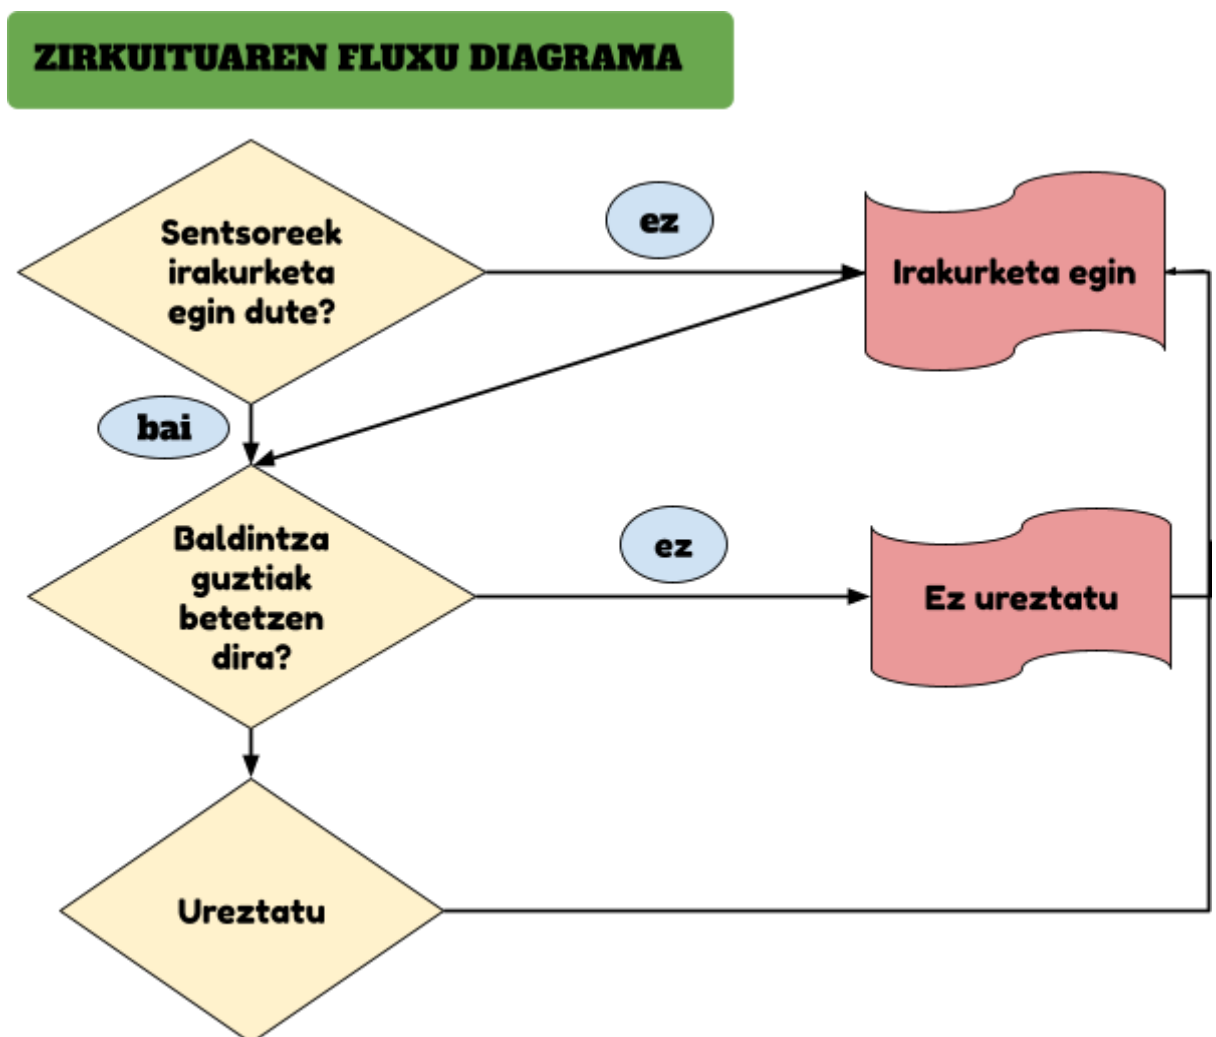 ZIRKUITUAREN FLUXU DIAGRAMA
Sentsoreek
irakurketa
egin dute?
ez
Irakurketa egin
bai
Baldintza
guztiak
betetzen
dira?
ez
Ez ureztatu
Ureztatu